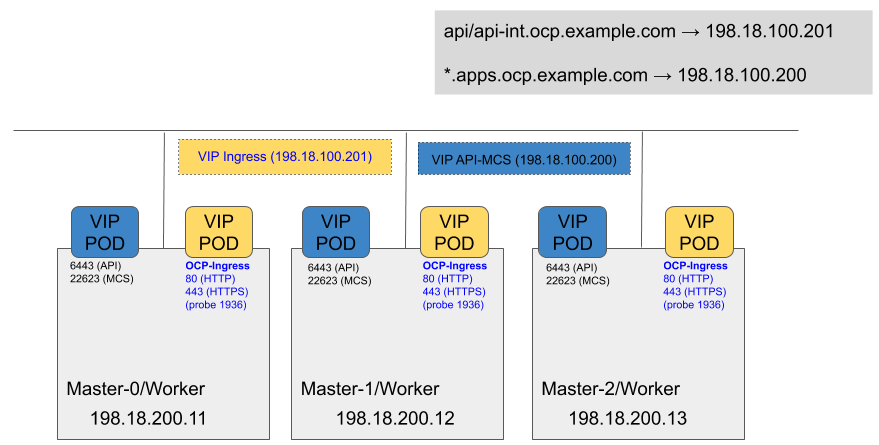 api/api-int.ocp.example.com → 198.18.100.201
*.apps.ocp.example.com → 198.18.100.200
VIP Ingress (198.18.100.201)
VIP API-MCS (198.18.100.200)
VIP
POD
VIP
POD
VIP
POD
VIP
POD
VIP
POD
VIP
POD
6443 (API)
22623 (MCS)
OCP-Ingress
80 (HTTP)
443 (HTTPS)
(probe 1936)
6443 (API)
22623 (MCS)
OCP-Ingress
80 (HTTP)
443 (HTTPS)
(probe 1936)
6443 (API)
22623 (MCS)
OCP-Ingress
80 (HTTP)
443 (HTTPS)
(probe 1936)
Master-0/Worker
198.18.200.11
Master-1/Worker
198.18.200.12
Master-2/Worker
198.18.200.13